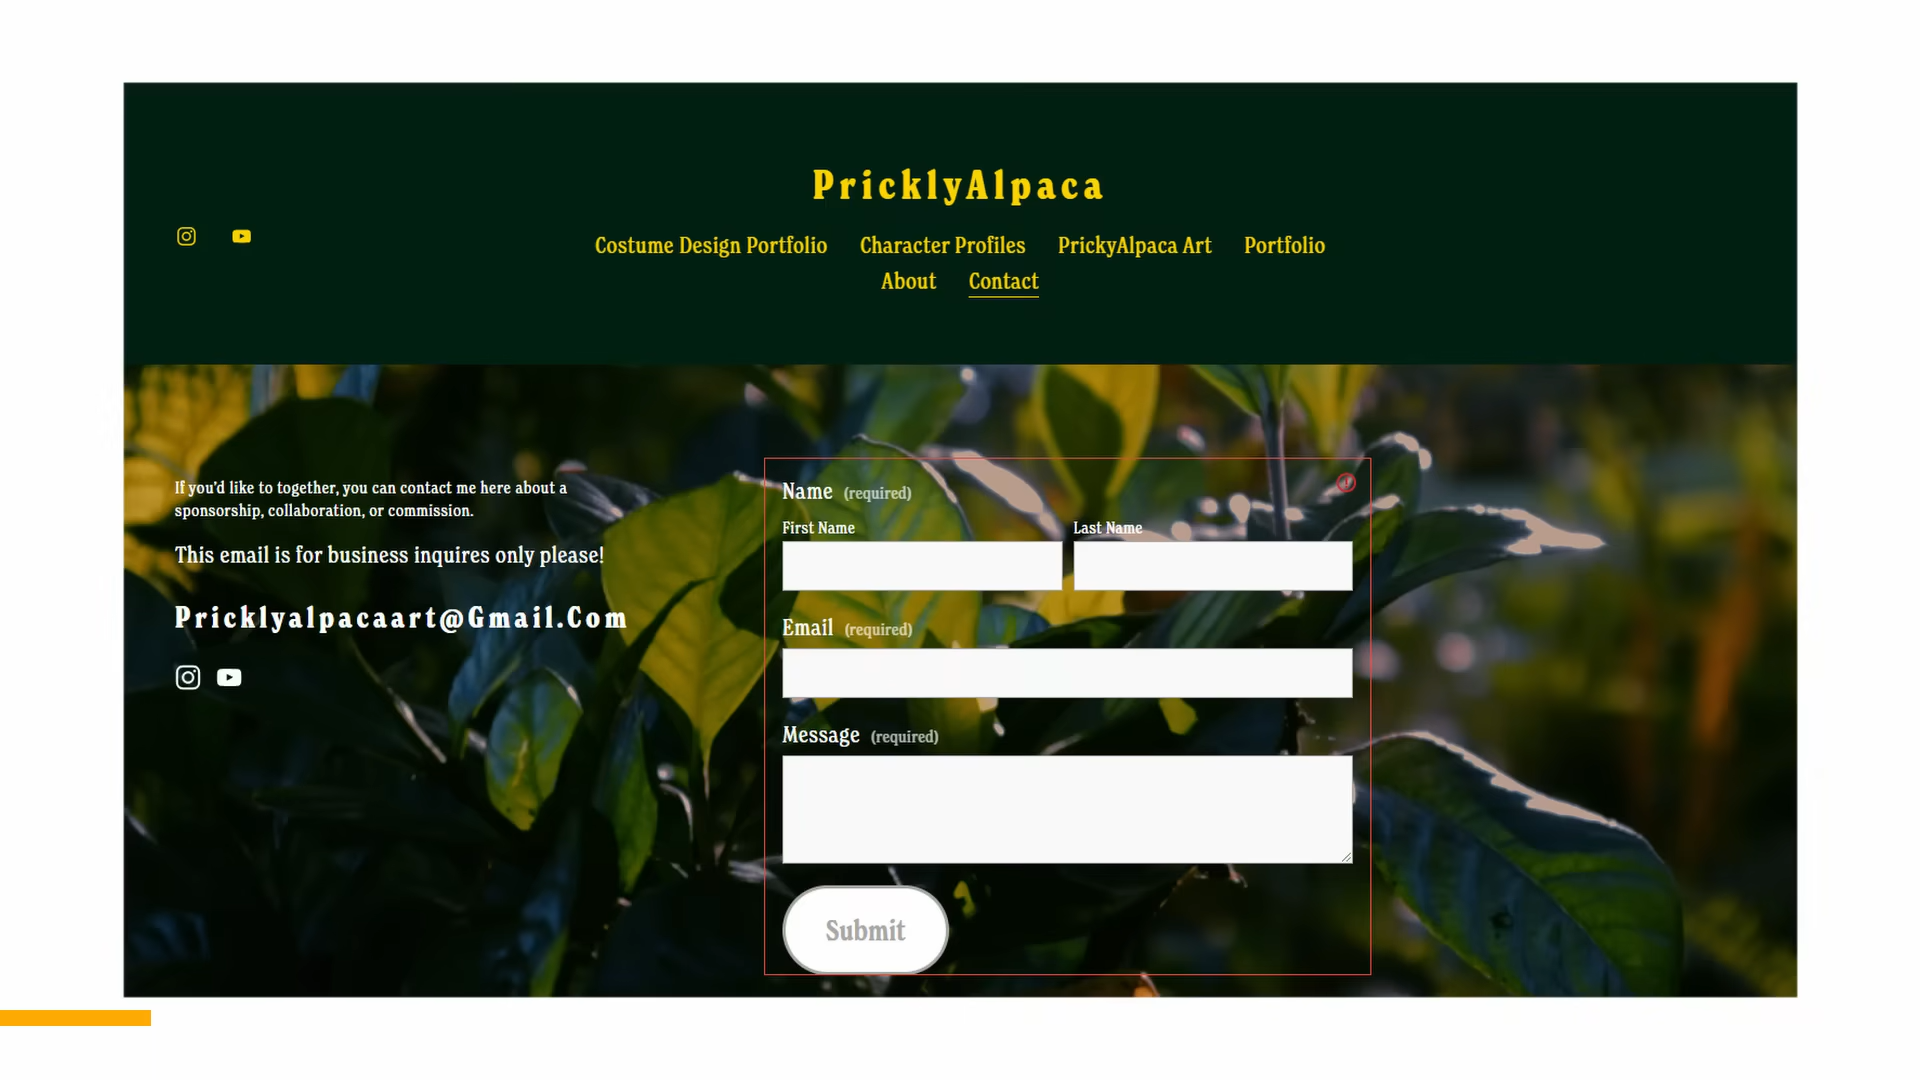 PricklyAlpaca
Costume Design Portfolio Character Profiles PrickyAlpaca Art Portfolio
About Contact
If you'd like to together, you can contact me here about a
sponsorship, collaboration, or commission.
This email is for business inquires only please!
Pricklyalpacaart@Gmail.Com
Name (required)
First Name Last Name
Email (required)
Message (required)
Submit